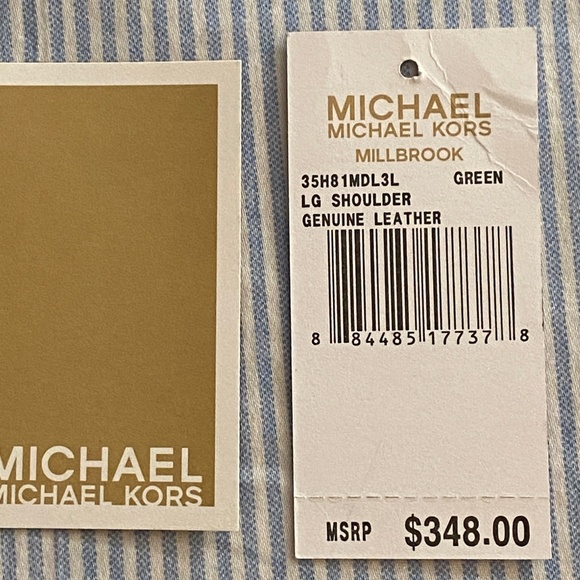 MICHAEL
MICHAEL KORS
MICHAEL
MICHAEL KORS
MILLBROOK
35H81MDL3L GREEN
LG SHOULDER
GENUINE LEATHER
8 84485 17737 8
MSRP $348.00